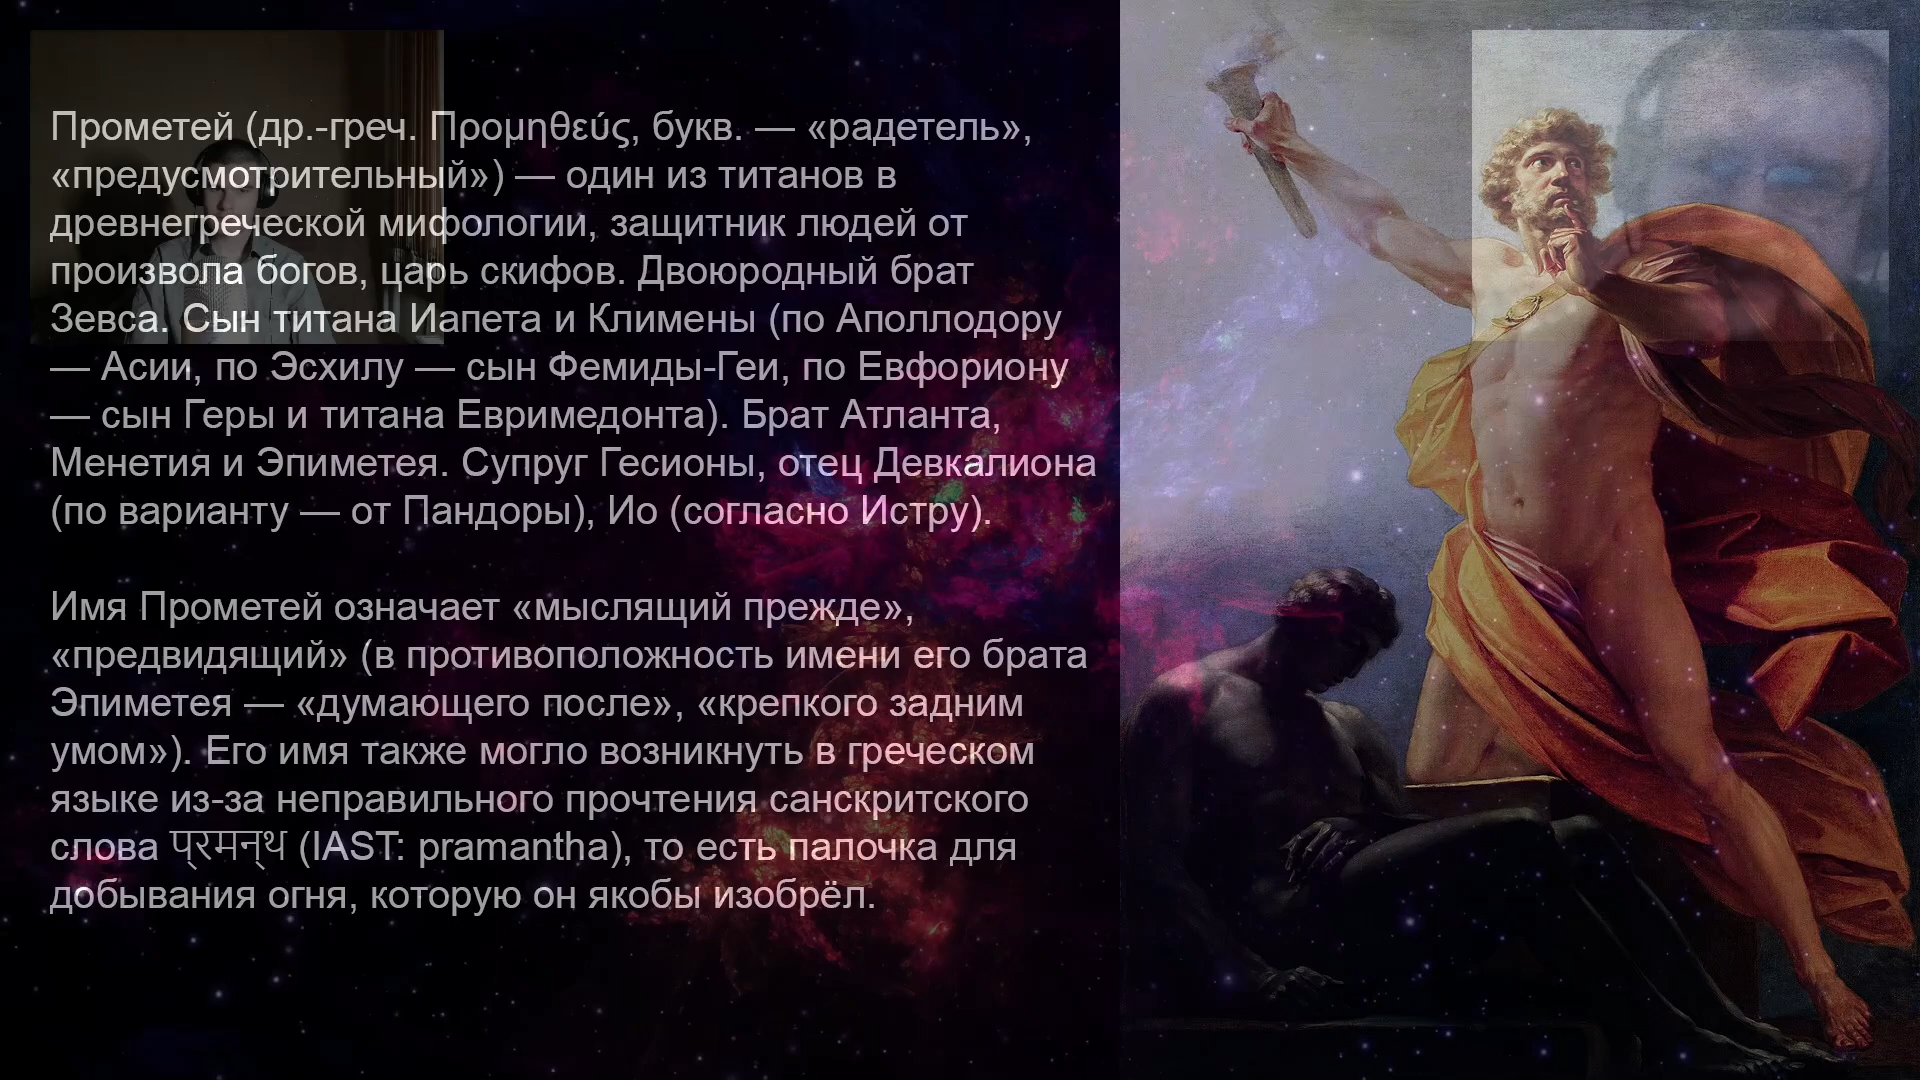 Прометей (др.-греч. Προμηθεύς, букв. — «радетель»,
«предусмотрительный») — один из титанов в
древнегреческой мифологии, защитник людей от
произвола богов, царь скифов. Двоюродный брат
Зевса. Сын титана Иапета и Климены (по Аполлодору
— Асии, по Эсхилу — сын Фемиды-Геи, по Евфориону
— сын Геры и титана Евримедонта). Брат Атланта,
Менетия и Эпиметея. Супруг Гесионы, отец Девкалиона
(по варианту — от Пандоры), Ио (согласно Истру).
Имя Прометей означает «мыслящий прежде»,
«предвидящий» (в противоположность имени его брата
Эпиметея — «думающего после», «крепкого задним
умом»). Его имя также могло возникнуть в греческом
языке из-за неправильного прочтения санскритского
слова प्रमन्थ (IAST: pramantha), то есть палочка для
добывания огня, которую он якобы изобрёл.